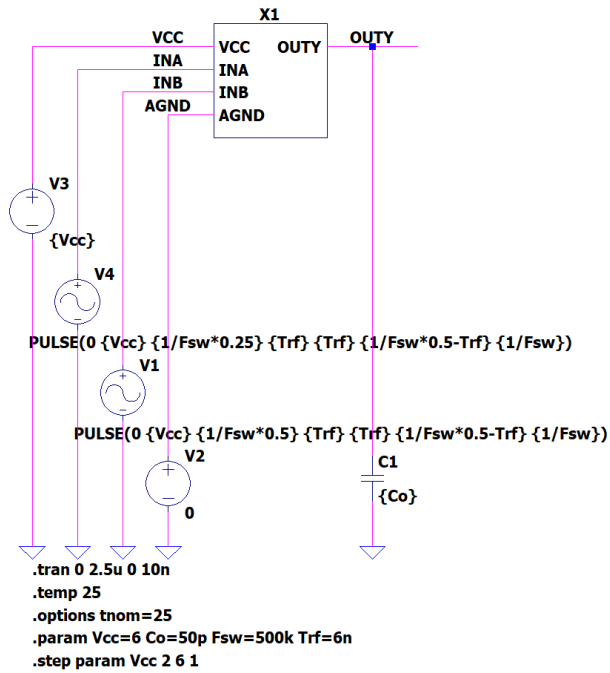 X1
VCC
VCC
OUTY
OUTY
INA
INA
INB
INB
AGND
AGND
V3
+
−
{Vcc}
V4
+
−
PULSE(0 {Vcc} {1/Fsw*0.25} {Trf} {Trf} {1/Fsw*0.5-Trf} {1/Fsw})
V1
+
−
PULSE(0 {Vcc} {1/Fsw*0.5} {Trf} {Trf} {1/Fsw*0.5-Trf} {1/Fsw})
V2
+
−
0
C1
{Co}
.tran 0 2.5u 0 10n
.temp 25
.options tnom=25
.param Vcc=6 Co=50p Fsw=500k Trf=6n
.step param Vcc 2 6 1